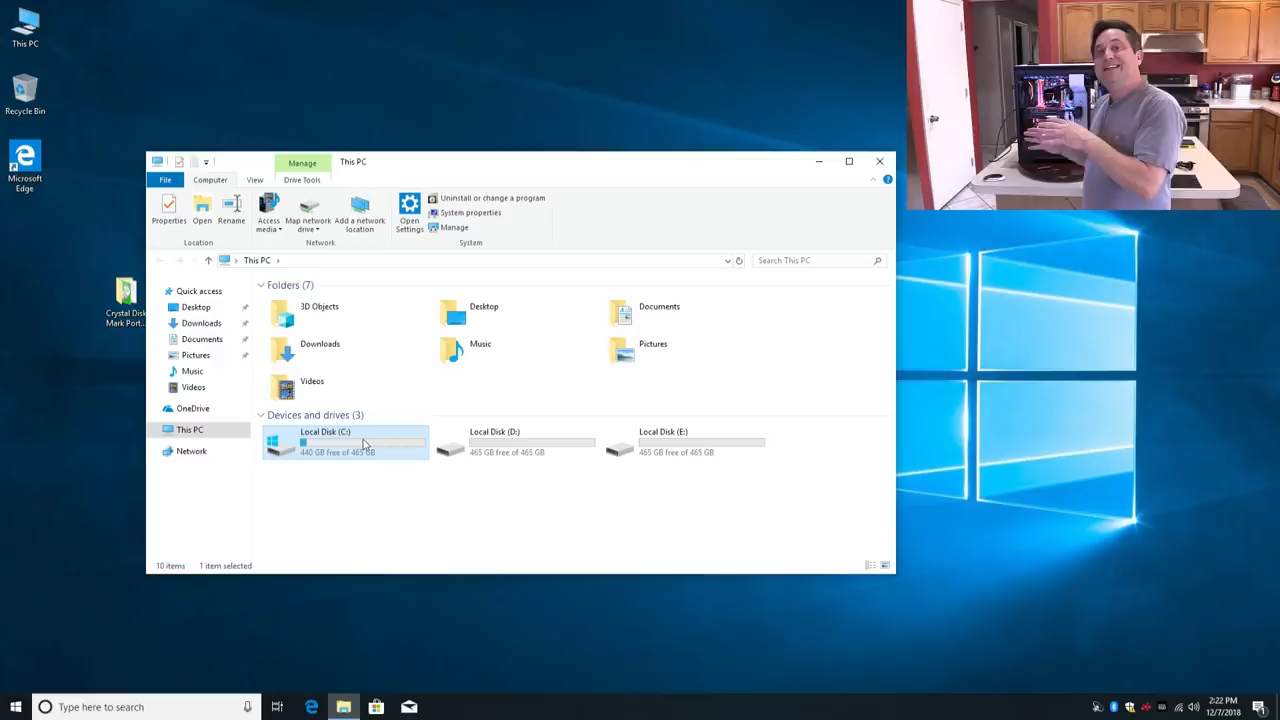 This PC
Recycle Bin
Microsoft
Edge
Crystal Disk
Mark Port...
Manage
This PC
File
Computer
View
Drive Tools
Properties
Open
Rename
Access
media
Map network
drive
Add a network
location
Open
Settings
Uninstall or change a program
System properties
Manage
Location
Network
System
This PC
Search This PC
Quick access
Desktop
Downloads
Documents
Pictures
Music
Videos
OneDrive
This PC
Network
Folders (7)
3D Objects
Desktop
Documents
Downloads
Music
Pictures
Videos
Devices and drives (3)
Local Disk (C:)
440 GB free of 465 GB
Local Disk (D:)
465 GB free of 465 GB
Local Disk (E:)
465 GB free of 465 GB
10 items
1 item selected
Type here to search
2:22 PM
12/7/2018
1